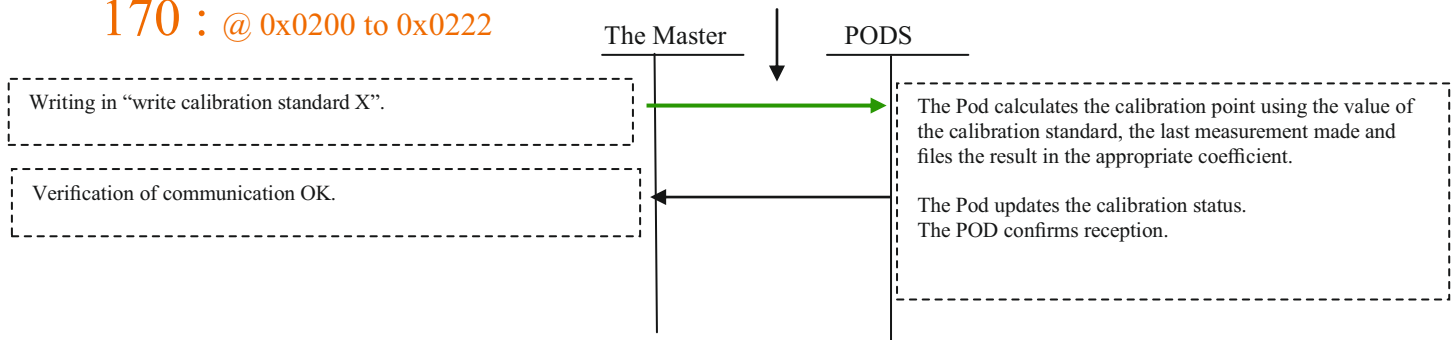 170 : @ 0x0200 to 0x0222
The Master
PODS
Writing in “write calibration standard X”.
The Pod calculates the calibration point using the value of
the calibration standard, the last measurement made and
files the result in the appropriate coefficient.
Verification of communication OK.
The Pod updates the calibration status.
The POD confirms reception.